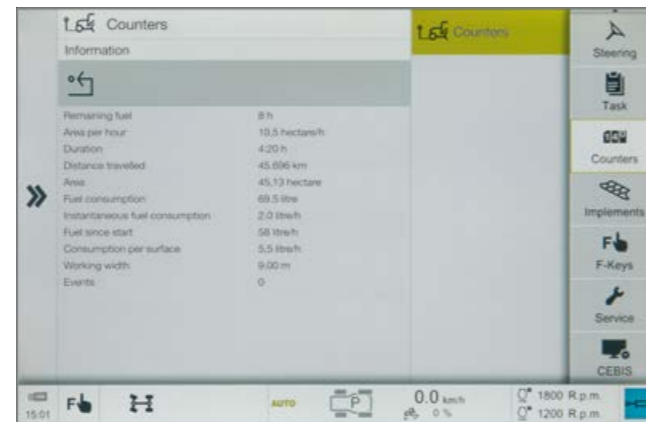 Counters
Information
Remaining fuel 8 h
Area per hour 10,5 hectare/h
Duration 4:20 h
Distance travelled 45.696 km
Area 45,13 hectare
Fuel consumption 69.5 litre
Instantaneous fuel consumption 2.0 litre/h
Fuel since start 58 litre/h
Consumption per surface 5.5 litre/h
Working width 9.00 m
Events 0
Counters
Steering
Task
Counters
Implements
F
F-Keys
Service
CEBIS
15:01
F
AUTO
P
0.0 km/h
0 %
1800 R.p.m.
1200 R.p.m.